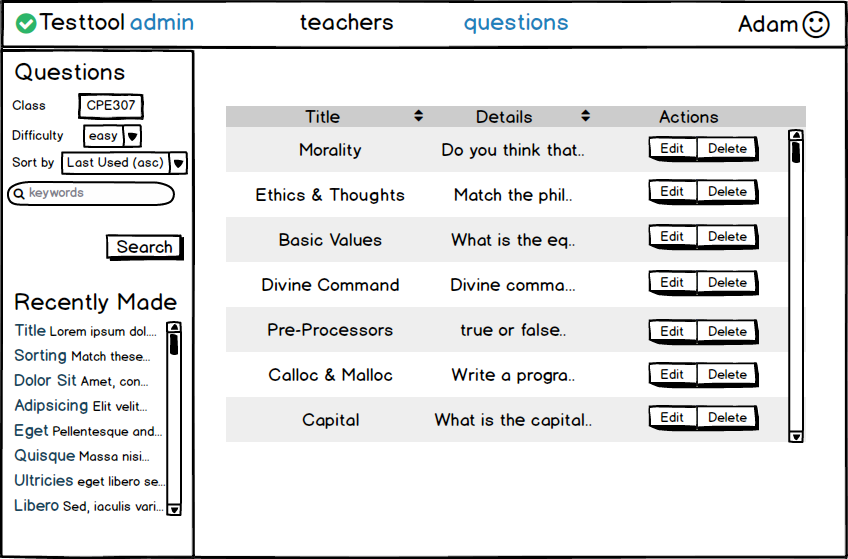 Testtool admin teachers questions Adam
Questions
Class CPE307
Difficulty easy
Sort by Last Used (asc)
keywords
Search
Recently Made
Title Lorem ipsum dol....
Sorting Match these...
Dolor Sit Amet, con...
Adipsicing Elit velit...
Eget Pellentesque and...
Quisque Massa nisi...
Ultricies eget libero se...
Libero Sed, iaculis vari...
Title Details Actions
Morality Do you think that.. Edit Delete
Ethics & Thoughts Match the phil.. Edit Delete
Basic Values What is the eq.. Edit Delete
Divine Command Divine comma... Edit Delete
Pre-Processors true or false.. Edit Delete
Calloc & Malloc Write a progra.. Edit Delete
Capital What is the capital.. Edit Delete